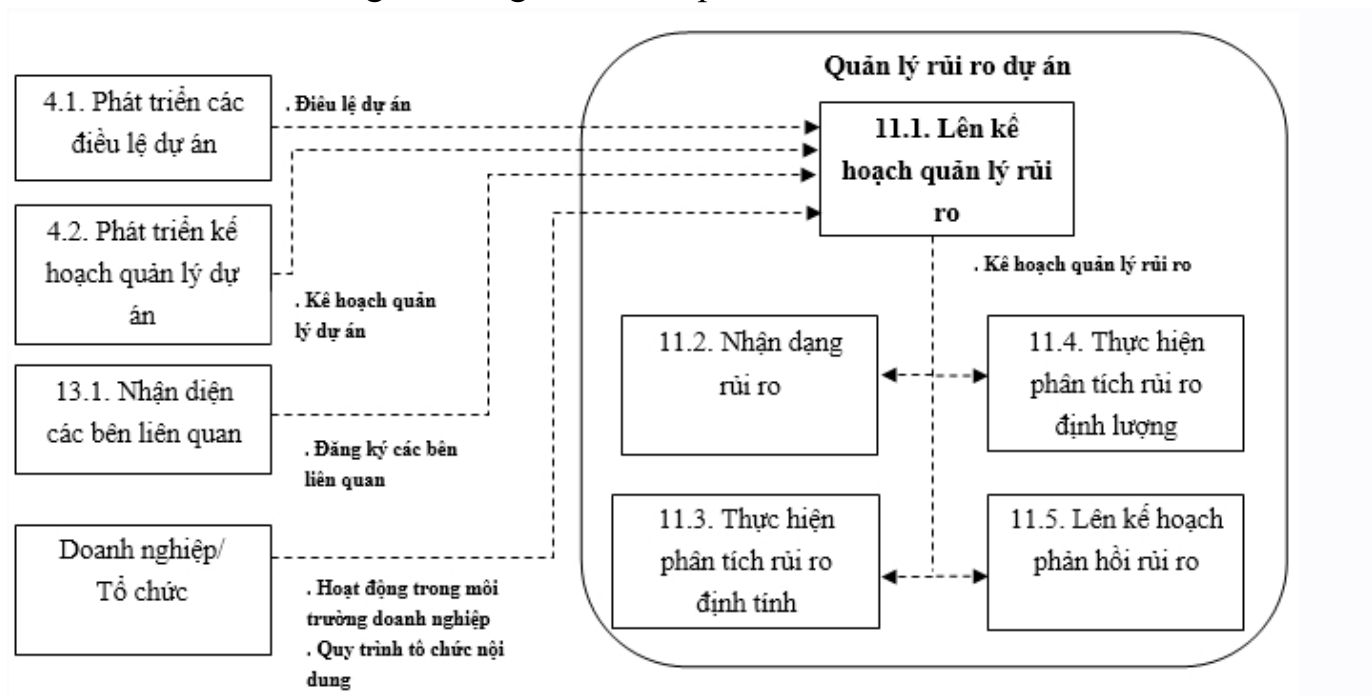 Quản lý rủi ro dự án
4.1. Phát triển các
điều lệ dự án
. Điều lệ dự án
11.1. Lên kế
hoạch quản lý rủi
ro
4.2. Phát triển kế
hoạch quản lý dự
án
. Kế hoạch quản
lý dự án
. Kế hoạch quản lý rủi ro
13.1. Nhận diện
các bên liên quan
. Đăng ký các bên
liên quan
11.2. Nhận dạng
rủi ro
11.4. Thực hiện
phân tích rủi ro
định lượng
Doanh nghiệp/
Tổ chức
. Hoạt động trong môi
trường doanh nghiệp
. Quy trình tổ chức nội
dung
11.3. Thực hiện
phân tích rủi ro
định tính
11.5. Lên kế hoạch
phản hồi rủi ro